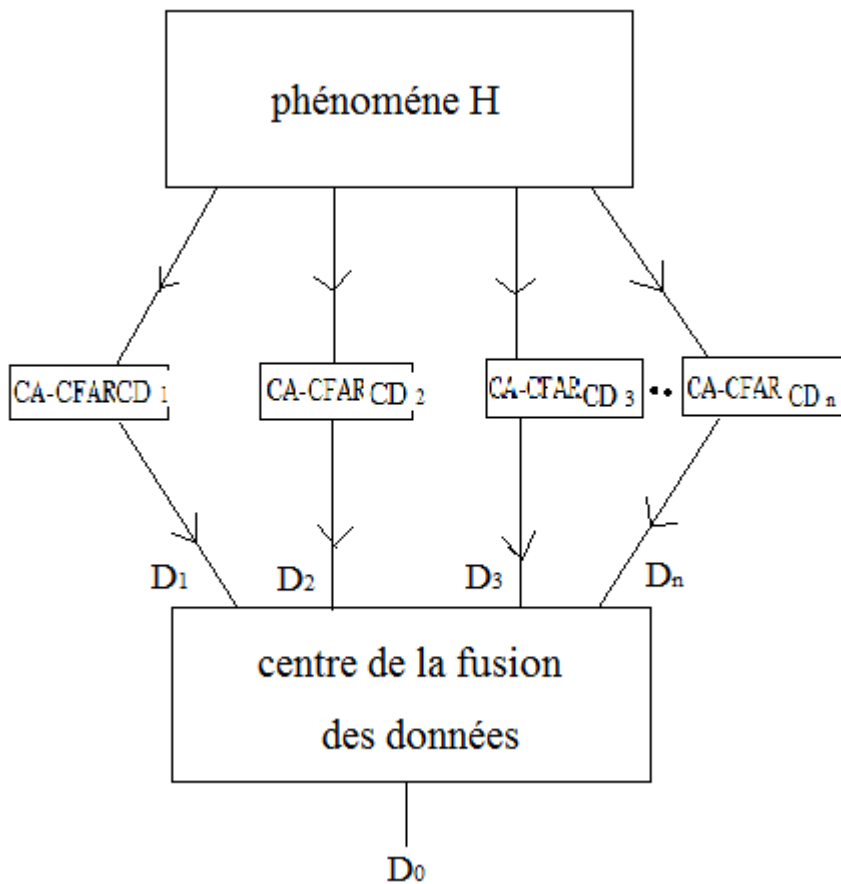 phénoméne H
CA-CFARCD 1
CA-CFAR CD 2
CA-CFAR CD 3 •• CA-CFAR CD n
D1
D2
D3
Dn
centre de la fusion
des données
D0